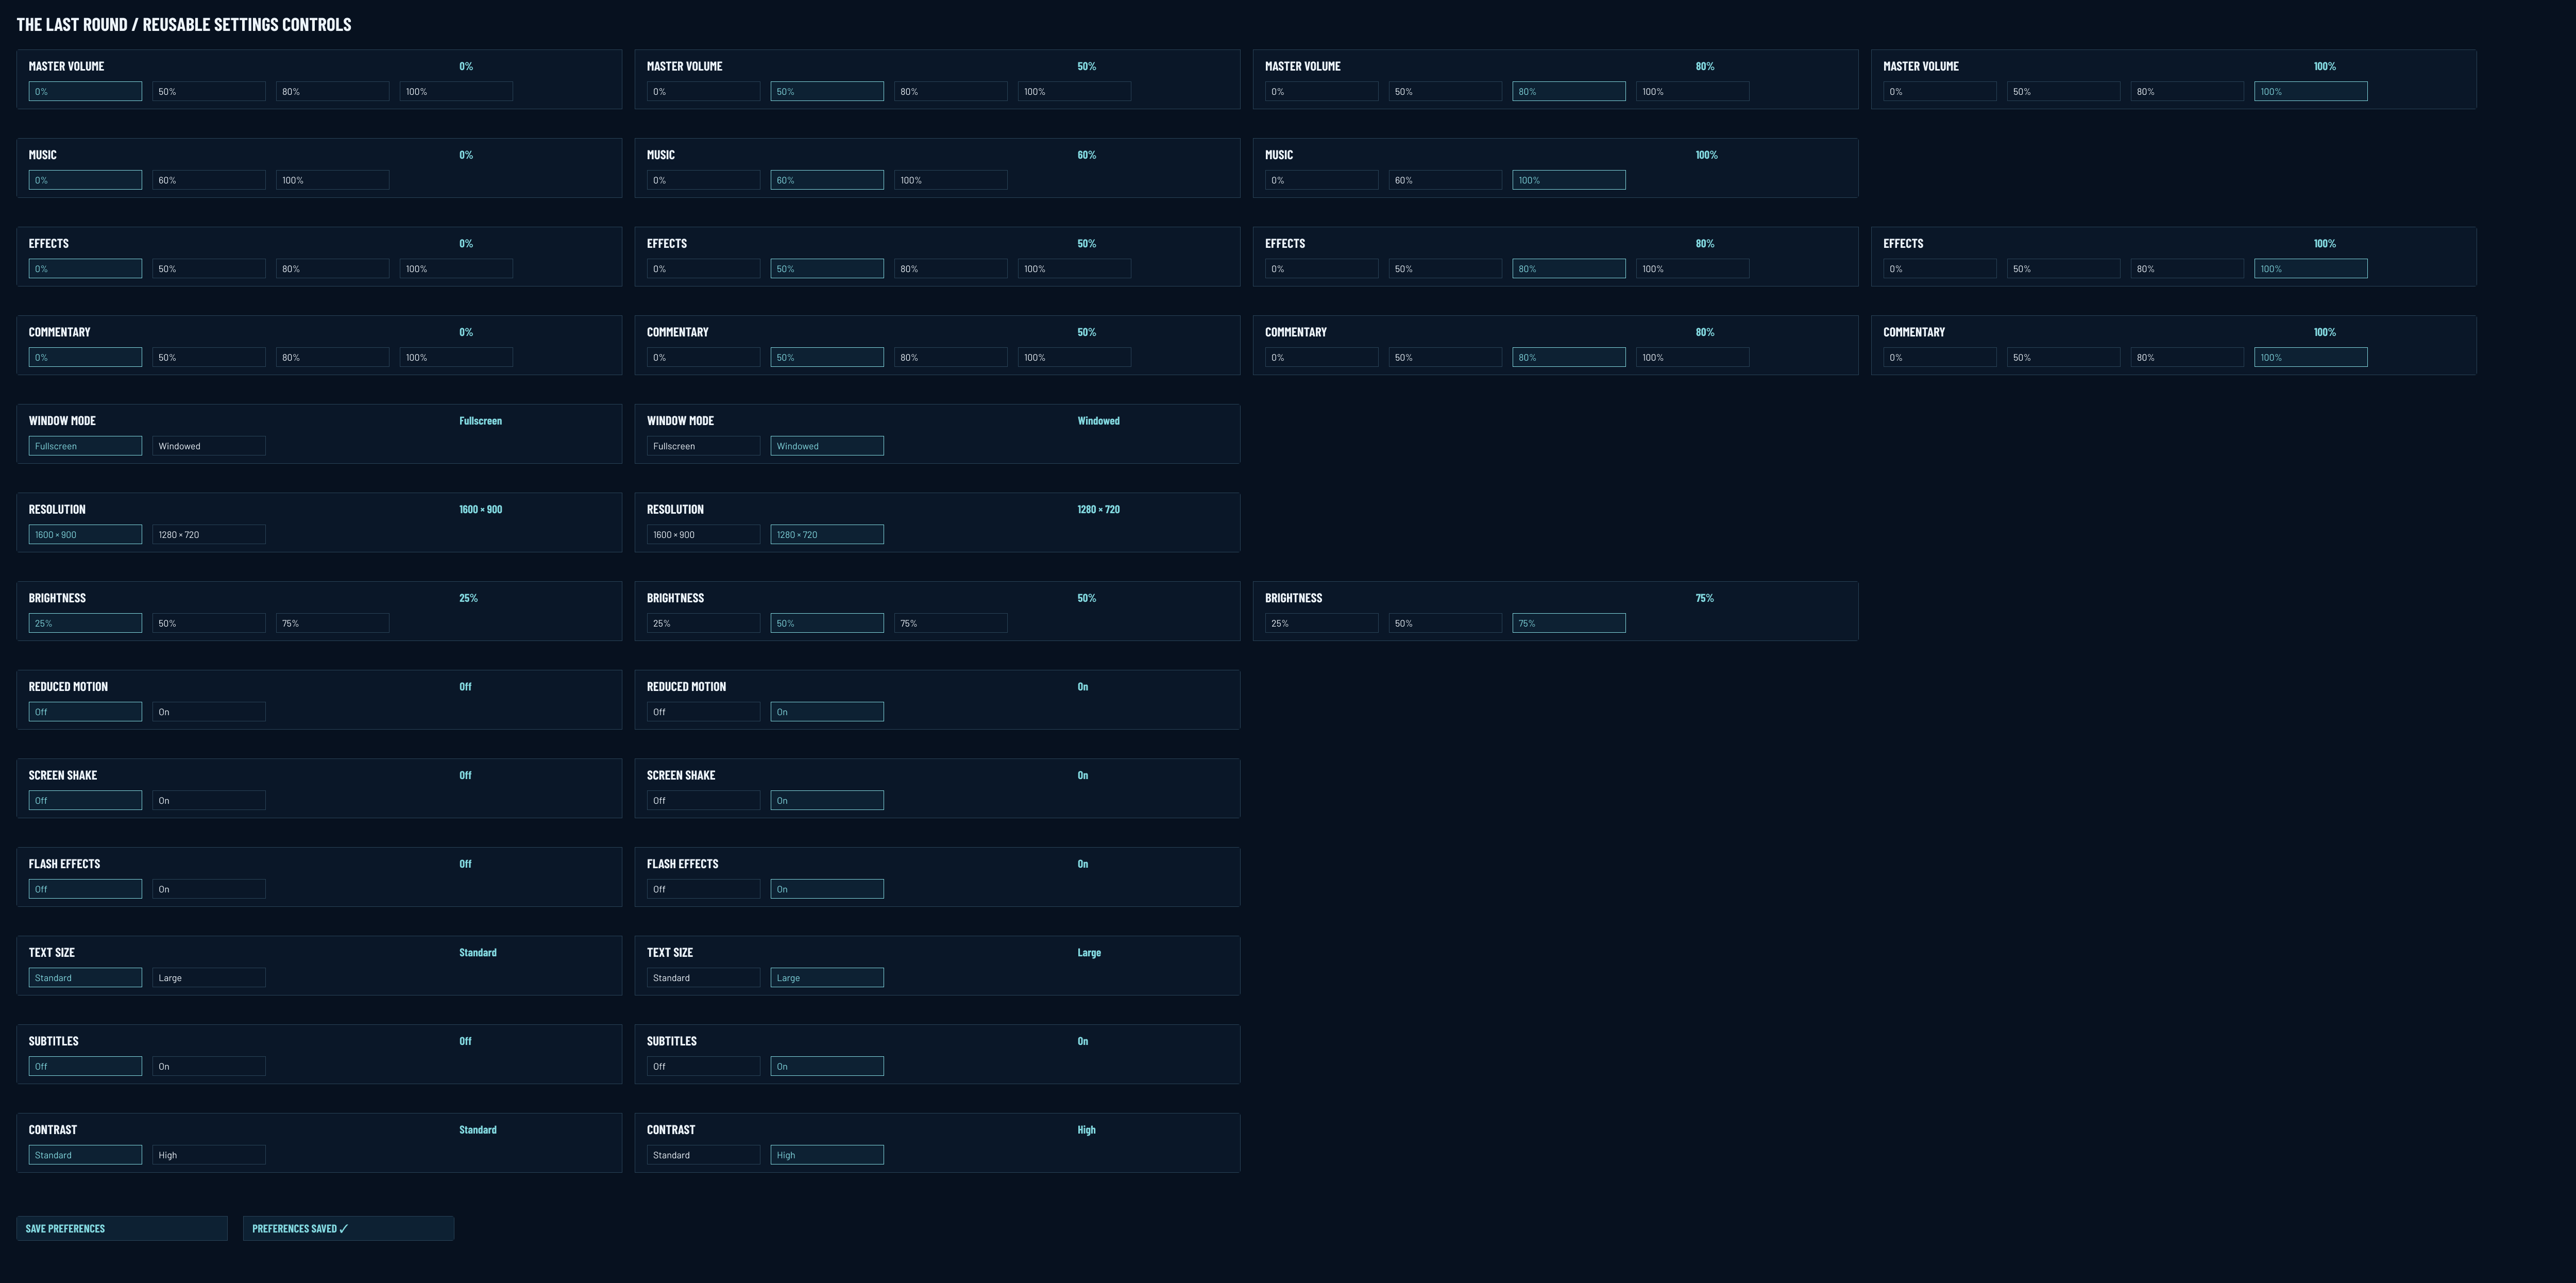 THE LAST ROUND / REUSABLE SETTINGS CONTROLS
MASTER VOLUME 0% MASTER VOLUME 50% MASTER VOLUME 80% MASTER VOLUME 100%
0% 50% 80% 100% 0% 50% 80% 100% 0% 50% 80% 100% 0% 50% 80% 100%
MUSIC 0% MUSIC 60% MUSIC 100%
0% 60% 100% 0% 60% 100% 0% 60% 100%
EFFECTS 0% EFFECTS 50% EFFECTS 80% EFFECTS 100%
0% 50% 80% 100% 0% 50% 80% 100% 0% 50% 80% 100% 0% 50% 80% 100%
COMMENTARY 0% COMMENTARY 50% COMMENTARY 80% COMMENTARY 100%
0% 50% 80% 100% 0% 50% 80% 100% 0% 50% 80% 100% 0% 50% 80% 100%
WINDOW MODE Fullscreen WINDOW MODE Windowed
Fullscreen Windowed Fullscreen Windowed
RESOLUTION 1600 × 900 RESOLUTION 1280 × 720
1600 × 900 1280 × 720 1600 × 900 1280 × 720
BRIGHTNESS 25% BRIGHTNESS 50% BRIGHTNESS 75%
25% 50% 75% 25% 50% 75% 25% 50% 75%
REDUCED MOTION Off REDUCED MOTION On
Off On Off On
SCREEN SHAKE Off SCREEN SHAKE On
Off On Off On
FLASH EFFECTS Off FLASH EFFECTS On
Off On Off On
TEXT SIZE Standard TEXT SIZE Large
Standard Large Standard Large
SUBTITLES Off SUBTITLES On
Off On Off On
CONTRAST Standard CONTRAST High
Standard High Standard High
SAVE PREFERENCES PREFERENCES SAVED ✓